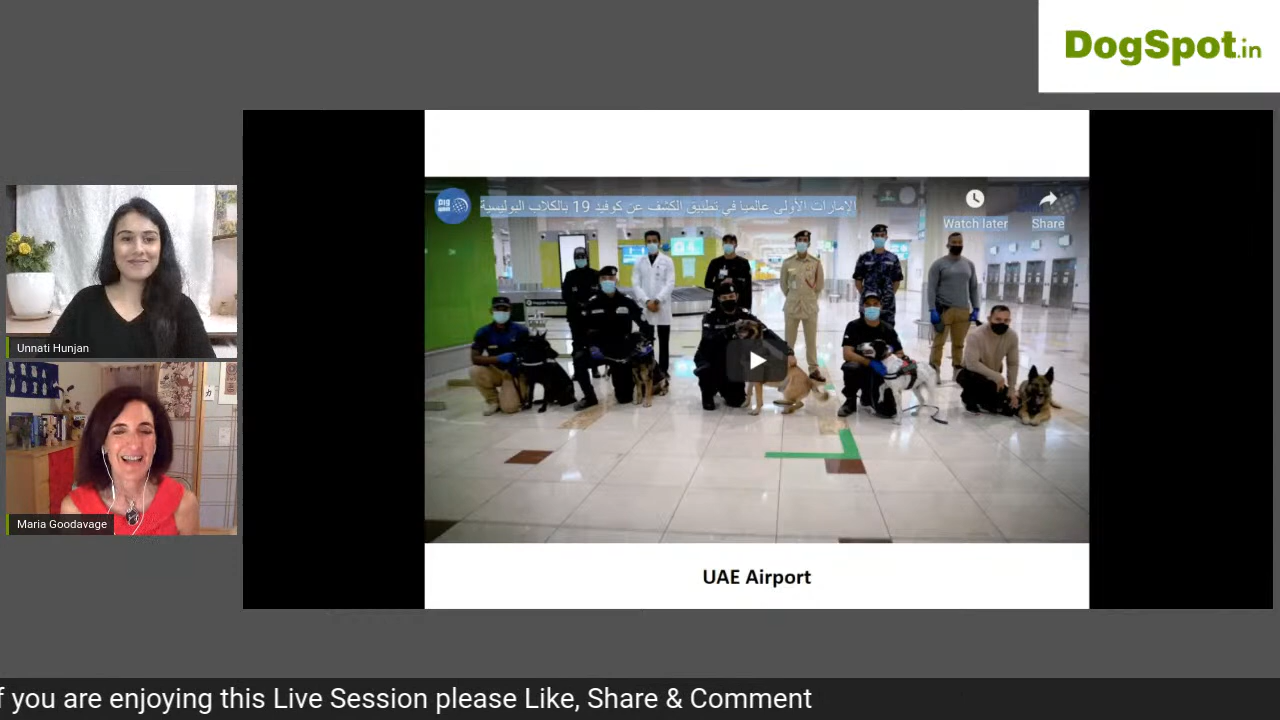 DogSpot.in
الإمارات الأولى عالميا في تطبيق الكشف عن كوفيد 19 بالكلاب البوليسية
Watch later
Share
Unnati Hunjan
Maria Goodavage
UAE Airport
f you are enjoying this Live Session please Like, Share & Comment